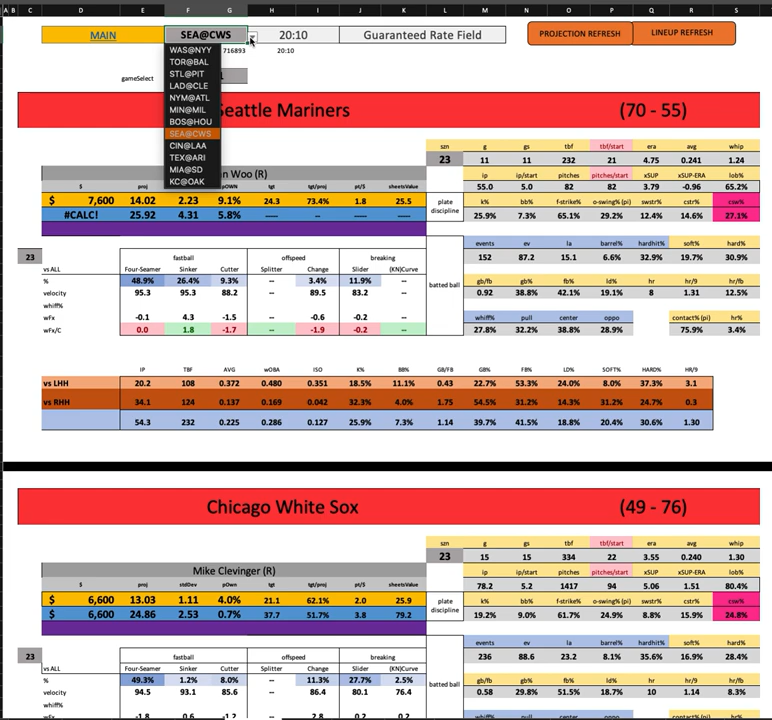 A B C D E F G H I J K L M N O P Q R S
MAIN SEA@CWS 20:10 Guaranteed Rate Field PROJECTION REFRESH LINEUP REFRESH
WAS@NYY 716893 20:10
TOR@BAL
gameSelect STL@PIT 1
LAD@CLE
NYM@ATL
MIN@MIL
BOS@HOU
SEA@CWS
CIN@LAA
TEX@ARI
MIA@SD
KC@OAK
Seattle Mariners (70 - 55)
szn g gs tbf tbf/start era avg whip
23 11 11 232 21 4.75 0.241 1.24
an Woo (R) ip ip/start pitches pitches/start xSUP xSUP-ERA lob%
$ proj pOWN tgt tgt/proj pt/$ sheetsValue 55.0 5.0 82 82 3.79 -0.96 65.2%
$ 7,600 14.02 2.23 9.1% 24.3 73.4% 1.8 25.5 plate discipline k% bb% f-strike% o-swing% (pi) swstr% cstr% csw%
#CALC! 25.92 4.31 5.8% --- -- --- ---- 25.9% 7.3% 65.1% 29.2% 12.4% 14.6% 27.1%
events ev la barrel% hardhit% soft% hard%
23 fastball offspeed breaking 152 87.2 15.1 6.6% 32.9% 19.7% 30.9%
vs ALL Four-Seamer Sinker Cutter Splitter Change Slider (KN)Curve
% 48.9% 26.4% 9.3% -- 3.4% 11.9% -- batted ball gb/fb gb% fb% ld% hr hr/9 hr/fb
velocity 95.3 95.3 88.2 -- 89.5 83.2 -- 0.92 38.8% 42.1% 19.1% 8 1.31 12.5%
whiff%
wFx -0.1 4.3 -1.5 -- -0.6 -0.2 -- whiff% pull center oppo contact% (pi) hr%
wFx/C 0.0 1.8 -1.7 -- -1.9 -0.2 -- 27.8% 32.2% 38.8% 28.9% 75.9% 3.4%
IP TBF AVG wOBA ISO K% BB% GB/FB GB% FB% LD% SOFT% HARD% HR/9
vs LHH 20.2 108 0.372 0.480 0.351 18.5% 11.1% 0.43 22.7% 53.3% 24.0% 8.0% 37.3% 3.1
vs RHH 34.1 124 0.137 0.169 0.042 32.3% 4.0% 1.75 54.5% 31.2% 14.3% 31.2% 24.7% 0.3
54.3 232 0.225 0.286 0.127 25.9% 7.3% 1.14 39.7% 41.5% 18.8% 20.4% 30.6% 1.30
Chicago White Sox (49 - 76)
szn g gs tbf tbf/start era avg whip
23 15 15 334 22 3.55 0.240 1.30
Mike Clevinger (R) ip ip/start pitches pitches/start xSUP xSUP-ERA lob%
$ proj stdDev pOwn tgt tgt/proj pt/$ sheetsValue 78.2 5.2 1417 94 5.06 1.51 80.4%
$ 6,600 13.03 1.11 4.0% 21.1 62.1% 2.0 25.9 plate discipline k% bb% f-strike% o-swing% (pi) swstr% cstr% csw%
$ 6,600 24.86 2.53 0.7% 37.7 51.7% 3.8 79.2 19.2% 9.0% 61.7% 24.9% 8.8% 15.9% 24.8%
events ev la barrel% hardhit% soft% hard%
23 fastball offspeed breaking 236 88.6 23.2 8.1% 35.6% 16.9% 28.4%
vs ALL Four-Seamer Sinker Cutter Splitter Change Slider (KN)Curve
% 49.3% 1.2% 8.0% -- 11.3% 27.7% 2.5% batted ball gb/fb gb% fb% ld% hr hr/9 hr/fb
velocity 94.5 93.1 85.6 -- 86.4 80.1 76.4 0.58 29.8% 51.5% 18.7% 10 1.14 8.3%
whiff%
wFx -1.8 0.6 -1.2 -- 2.8 0.2 0.2 whiff% pull center oppo contact% (pi) hr%